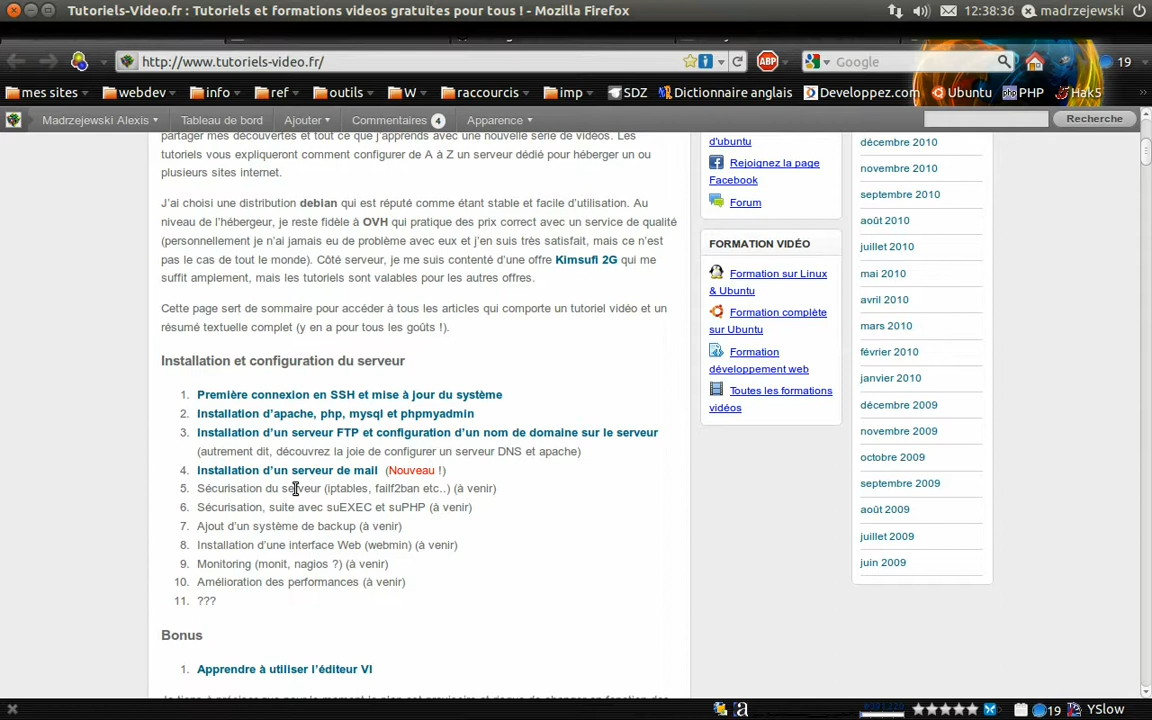 Tutoriels-Video.fr : Tutoriels et formations videos gratuites pour tous ! - Mozilla Firefox
12:38:36 madrzejewski
http://www.tutoriels-video.fr/
ABP
Google
19
mes sites webdev info ref outils W raccourcis imp SDZ Dictionnaire anglais Developpez.com Ubuntu PHP Hak5
Madrzejewski Alexis Tableau de bord Ajouter Commentaires 4 Apparence Recherche
partager mes découvertes et tout ce que j'apprends avec une nouvelle série de vidéos. Les
tutoriels vous expliqueront comment configurer de A à Z un serveur dédié pour héberger un ou
plusieurs sites internet.
J'ai choisi une distribution debian qui est réputé comme étant stable et facile d'utilisation. Au
niveau de l'hébergeur, je reste fidèle à OVH qui pratique des prix correct avec un service de qualité
(personnellement je n'ai jamais eu de problème avec eux et j'en suis très satisfait, mais ce n'est
pas le cas de tout le monde). Côté serveur, je me suis contenté d'une offre Kimsufi 2G qui me
suffit amplement, mais les tutoriels sont valables pour les autres offres.
Cette page sert de sommaire pour accéder à tous les articles qui comporte un tutoriel vidéo et un
résumé textuelle complet (y en a pour tous les goûts !).
Installation et configuration du serveur
1. Première connexion en SSH et mise à jour du système
2. Installation d'apache, php, mysql et phpmyadmin
3. Installation d'un serveur FTP et configuration d'un nom de domaine sur le serveur
(autrement dit, découvrez la joie de configurer un serveur DNS et apache)
4. Installation d'un serveur de mail (Nouveau !)
5. Sécurisation du serveur (iptables, failf2ban etc..) (à venir)
6. Sécurisation, suite avec suEXEC et suPHP (à venir)
7. Ajout d'un système de backup (à venir)
8. Installation d'une interface Web (webmin) (à venir)
9. Monitoring (monit, nagios ?) (à venir)
10. Amélioration des performances (à venir)
11. ???
Bonus
1. Apprendre à utiliser l'éditeur VI
d'ubuntu
Rejoignez la page
Facebook
Forum
FORMATION VIDÉO
Formation sur Linux
& Ubuntu
Formation complète
sur Ubuntu
Formation
développement web
Toutes les formations
vidéos
décembre 2010
novembre 2010
septembre 2010
août 2010
juillet 2010
mai 2010
avril 2010
mars 2010
février 2010
janvier 2010
décembre 2009
novembre 2009
octobre 2009
septembre 2009
août 2009
juillet 2009
juin 2009
19 YSlow